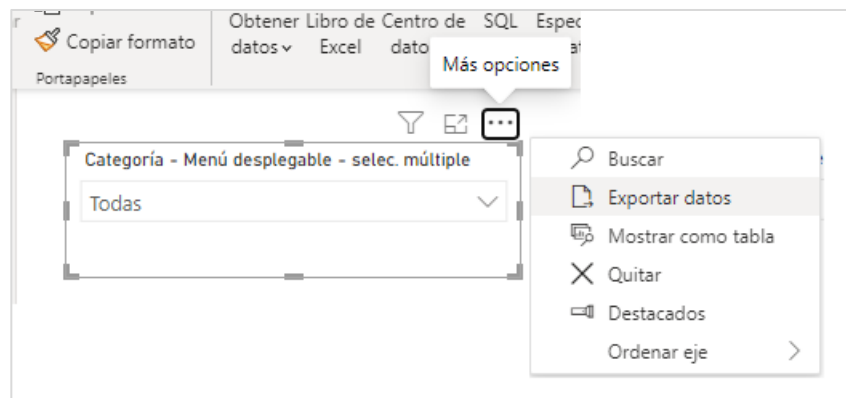 Obtener Libro de Centro de SQL
Copiar formato
datos Excel
Más opciones
Portapapeles
Categoría - Menú desplegable - selec. múltiple
Todas
Buscar
Exportar datos
Mostrar como tabla
Quitar
Destacados
Ordenar eje